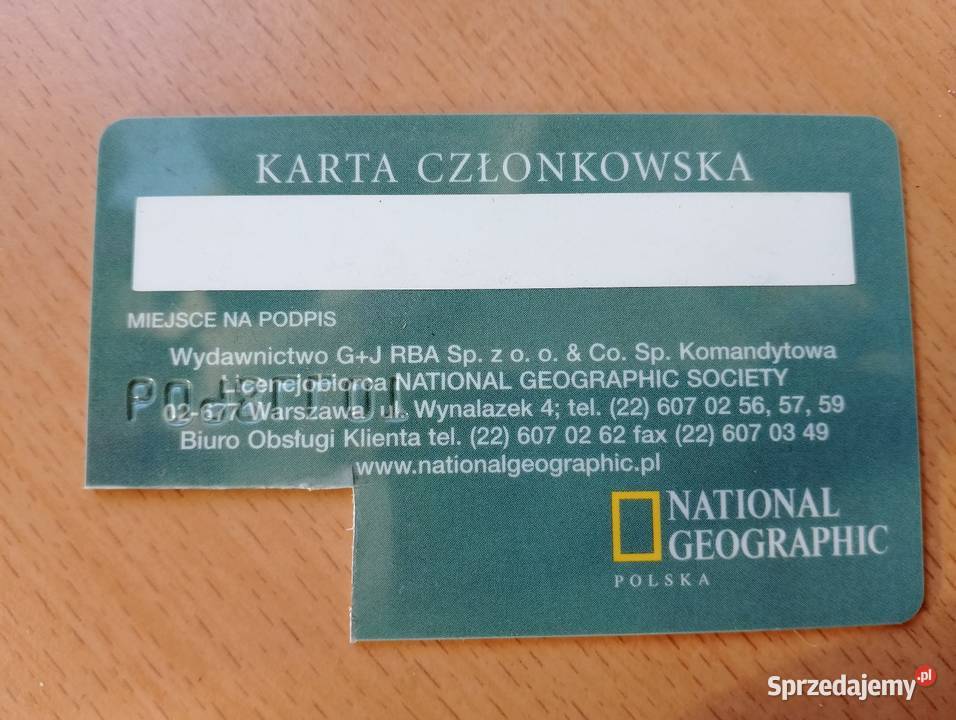 KARTA CZŁONKOWSKA
MIEJSCE NA PODPIS
Wydawnictwo G+J RBA Sp. z o. o. & Co. Sp. Komandytowa
Licencjobiorca NATIONAL GEOGRAPHIC SOCIETY
02-677 Warszawa ul. Wynalazek 4; tel. (22) 607 02 56, 57, 59
Biuro Obsługi Klienta tel. (22) 607 02 62 fax (22) 607 03 49
www.nationalgeographic.pl
NATIONAL
GEOGRAPHIC
POLSKA
Sprzedajemy.pl